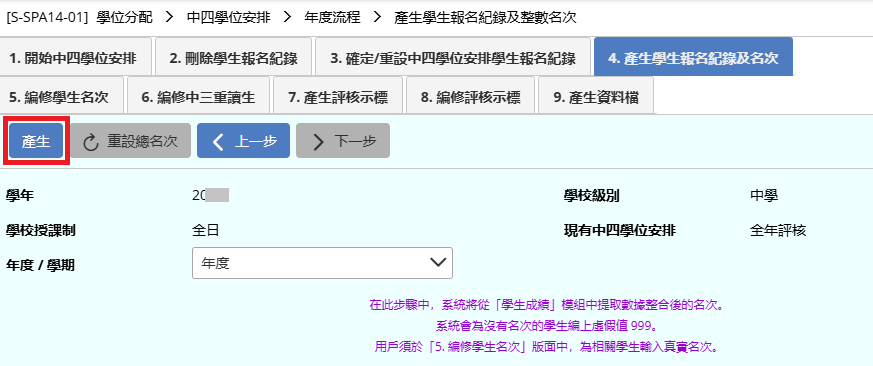 [S-SPA14-01] 學位分配 > 中四學位安排 > 年度流程 > 產生學生報名紀錄及整數名次
1. 開始中四學位安排 2. 刪除學生報名紀錄 3. 確定/重設中四學位安排學生報名紀錄 4. 產生學生報名紀錄及名次
5. 編修學生名次 6. 編修中三重讀生 7. 產生評核示標 8. 編修評核示標 9. 產生資料檔
產生 重設總名次 上一步 下一步
學年 20 學校級別 中學
學校授課制 全日 現有中四學位安排 全年評核
年度 / 學期 年度
在此步驟中，系統將從「學生成績」模組中提取數據整合後的名次。
系統會為沒有名次的學生編上虛假值 999。
用戶須於「5. 編修學生名次」版面中，為相關學生輸入真實名次。